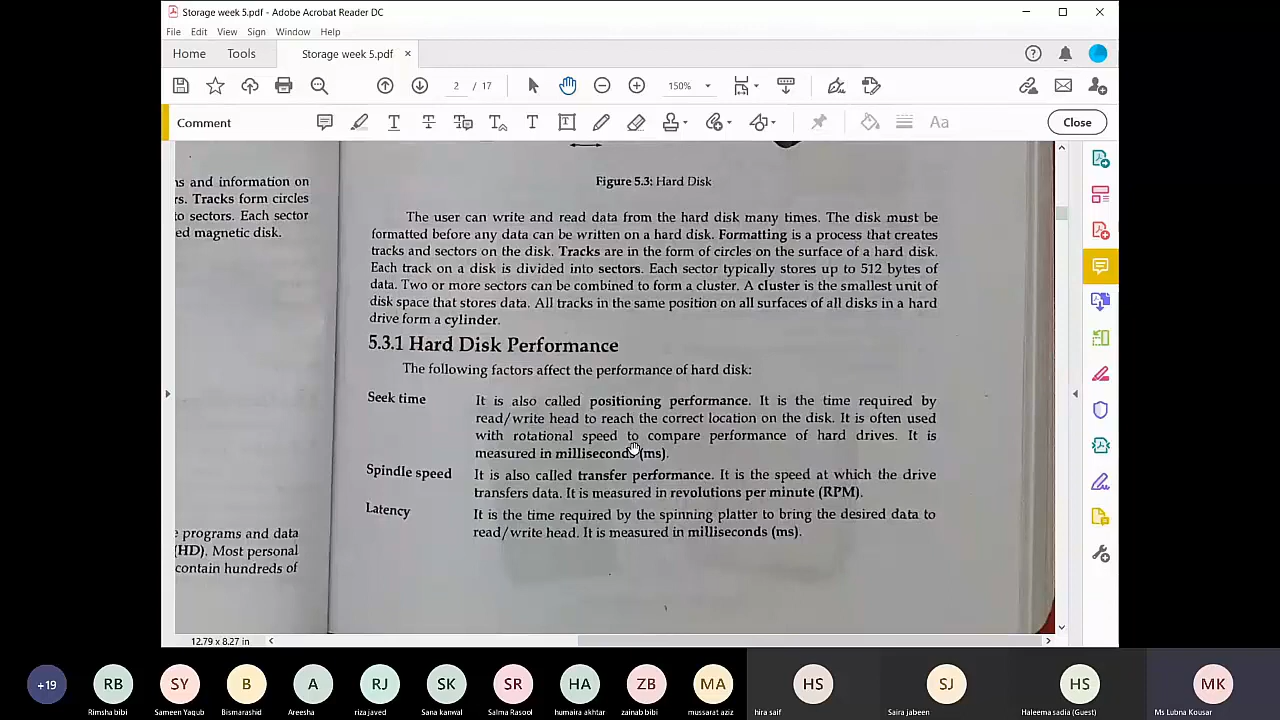 Storage week 5.pdf - Adobe Acrobat Reader DC
File Edit View Sign Window Help
Home Tools Storage week 5.pdf ×
2 / 17 150%
Comment Close
ns and information on
rs. Tracks form circles
to sectors. Each sector
ed magnetic disk.
e programs and data
(HD). Most personal
contain hundreds of
Figure 5.3: Hard Disk
The user can write and read data from the hard disk many times. The disk must be
formatted before any data can be written on a hard disk. Formatting is a process that creates
tracks and sectors on the disk. Tracks are in the form of circles on the surface of a hard disk.
Each track on a disk is divided into sectors. Each sector typically stores up to 512 bytes of
data. Two or more sectors can be combined to form a cluster. A cluster is the smallest unit of
disk space that stores data. All tracks in the same position on all surfaces of all disks in a hard
drive form a cylinder.
5.3.1 Hard Disk Performance
The following factors affect the performance of hard disk:
Seek time It is also called positioning performance. It is the time required by
read/write head to reach the correct location on the disk. It is often used
with rotational speed to compare performance of hard drives. It is
measured in milliseconds (ms).
Spindle speed It is also called transfer performance. It is the speed at which the drive
transfers data. It is measured in revolutions per minute (RPM).
Latency It is the time required by the spinning platter to bring the desired data to
read/write head. It is measured in milliseconds (ms).
12.79 x 8.27 in
+19 RB SY B A RJ SK SR HA ZB MA HS SJ HS MK
Rimsha bibi Sameen Yaqub Bismarashid Areesha riza javed Sana kanwal Salma Rasool humaira akhtar zainab bibi mussarat aziz hira saif Saira jabeen Haleema sadia (Guest) Ms Lubna Kousar